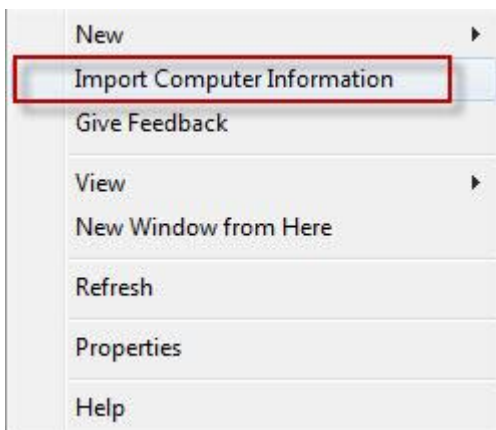 New
Import Computer Information
Give Feedback
View
New Window from Here
Refresh
Properties
Help